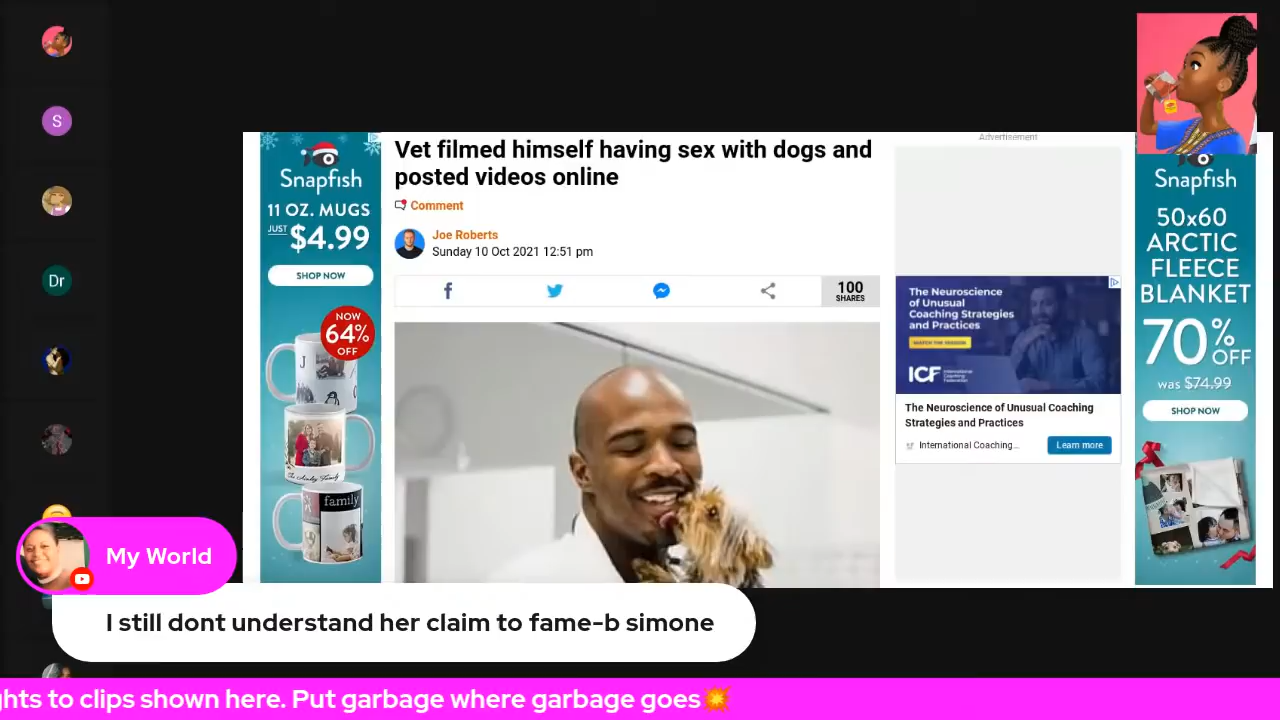 S
Dr
Snapfish
11 OZ. MUGS
JUST $4.99
SHOP NOW
NOW
64%
OFF
family
Vet filmed himself having sex with dogs and
posted videos online
Comment
Joe Roberts
Sunday 10 Oct 2021 12:51 pm
100
SHARES
Advertisement
The Neuroscience
of Unusual
Coaching Strategies
and Practices
ICF International
Coaching
Federation
The Neuroscience of Unusual Coaching
Strategies and Practices
International Coaching...
Learn more
Snapfish
50x60
ARCTIC
FLEECE
BLANKET
70% OFF
was $74.99
SHOP NOW
My World
I still dont understand her claim to fame-b simone
ghts to clips shown here. Put garbage where garbage goes💥